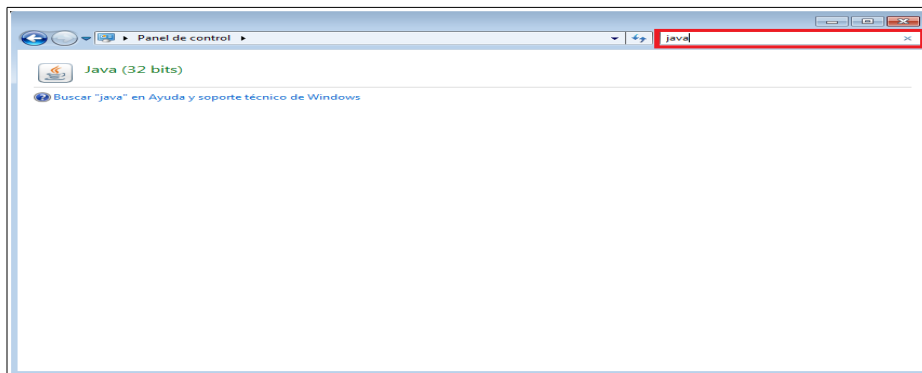 Panel de control
java
Java (32 bits)
Buscar "java" en Ayuda y soporte técnico de Windows